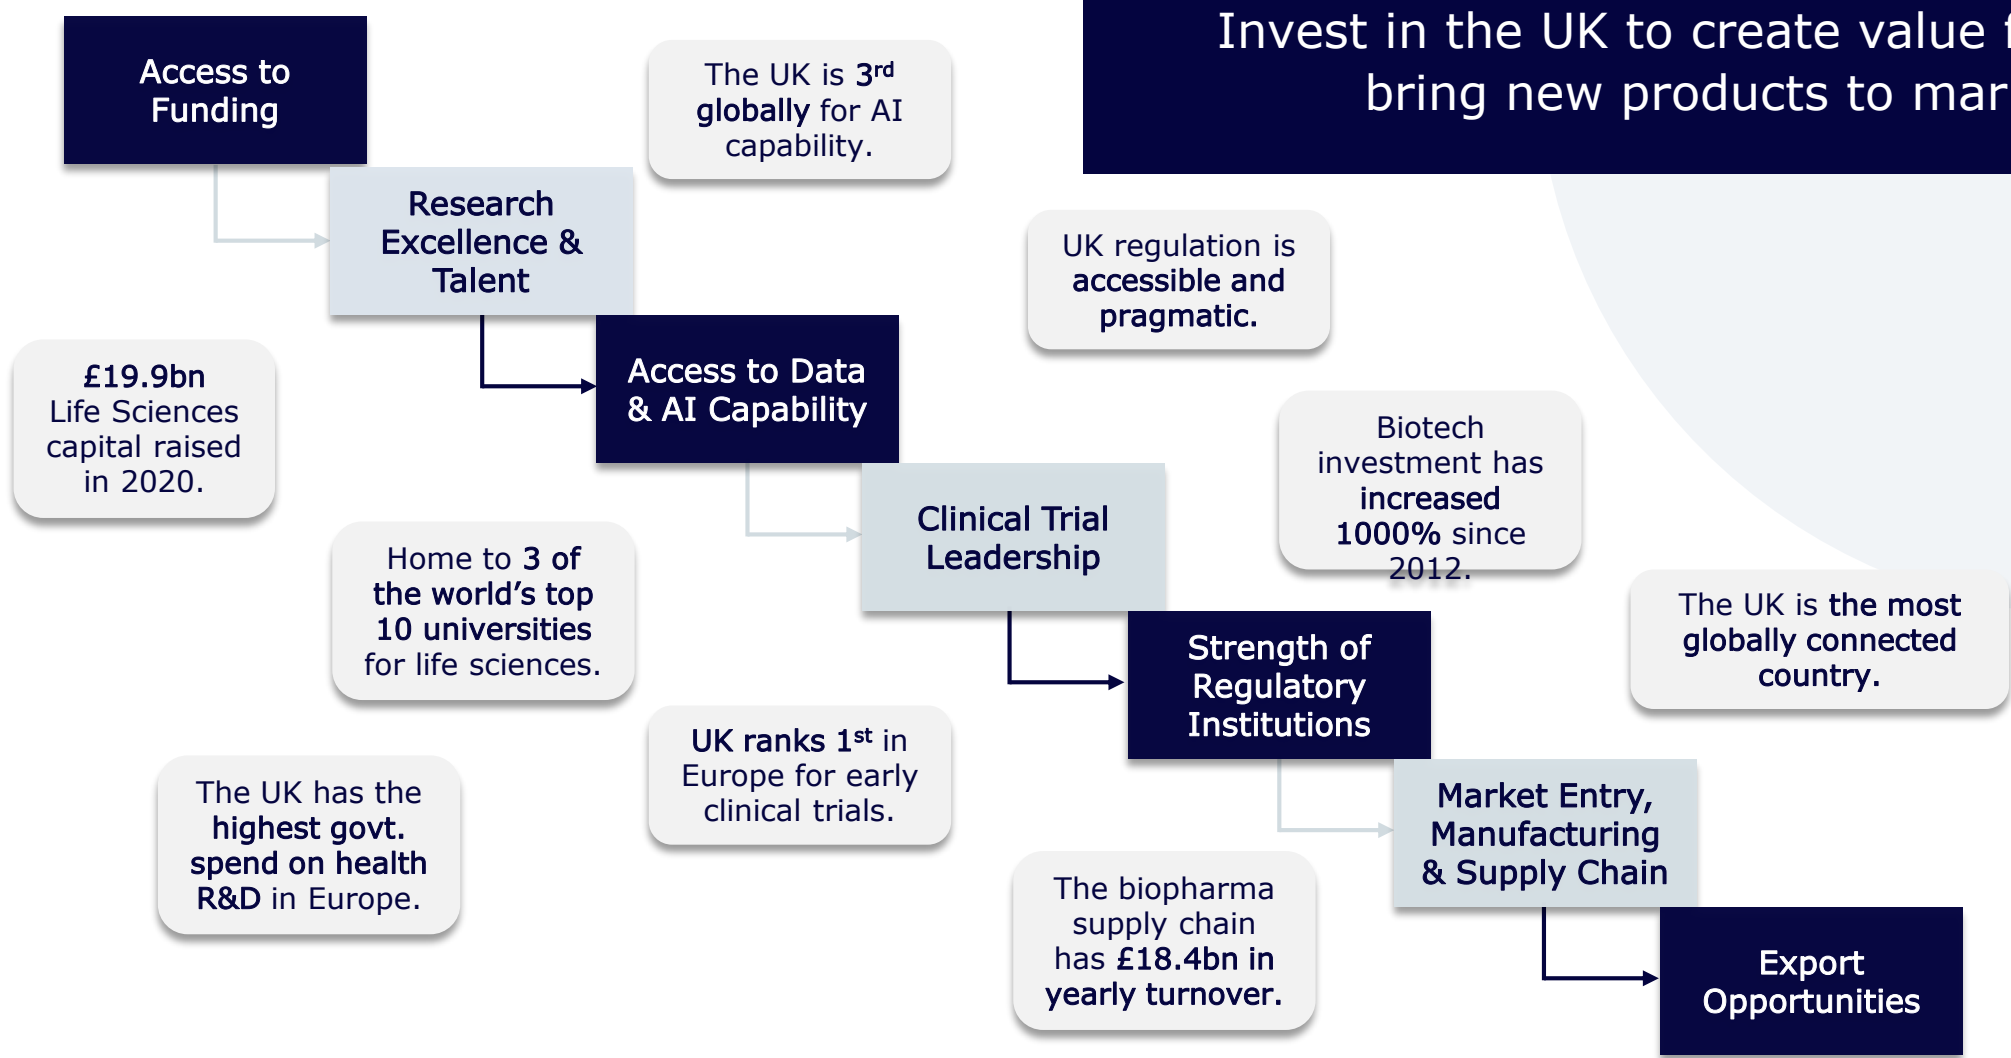 Invest in the UK to create value
bring new products to
Access to
Funding
The UK is 3rd
globally for AI
capability.
Research
Excellence &
Talent
UK regulation is
accessible and
pragmatic.
£19.9bn
Life Sciences
capital raised
in 2020.
Access to Data
& AI Capability
Biotech
investment has
increased
1000% since
2012.
Home to 3 of
the world’s top
10 universities
for life sciences.
Clinical Trial
Leadership
The UK is the most
globally connected
country.
Strength of
Regulatory
Institutions
UK ranks 1st in
Europe for early
clinical trials.
The UK has the
highest govt.
spend on health
R&D in Europe.
Market Entry,
Manufacturing
& Supply Chain
The biopharma
supply chain
has £18.4bn in
yearly turnover.
Export
Opportunities